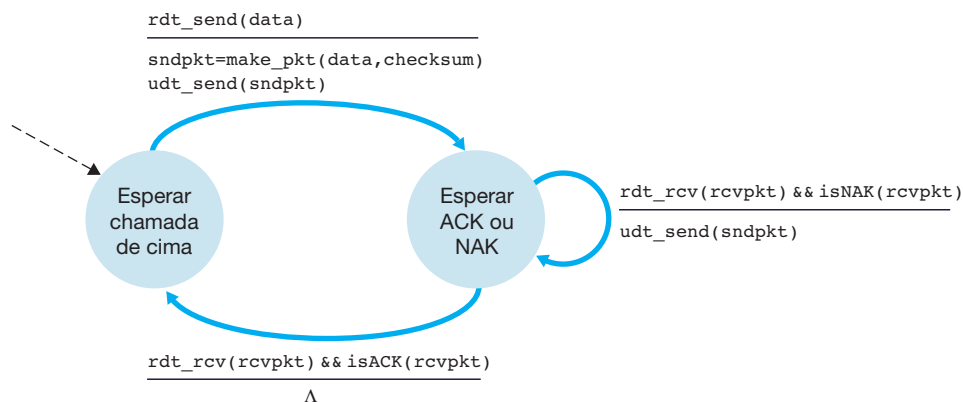 rdt_send(data)
sndpkt=make_pkt(data,checksum)
udt_send(sndpkt)
Esperar
chamada
de cima
Esperar
ACK ou
NAK
rdt_rcv(rcvpkt) && isNAK(rcvpkt)
udt_send(sndpkt)
rdt_rcv(rcvpkt) && isACK(rcvpkt)
Λ